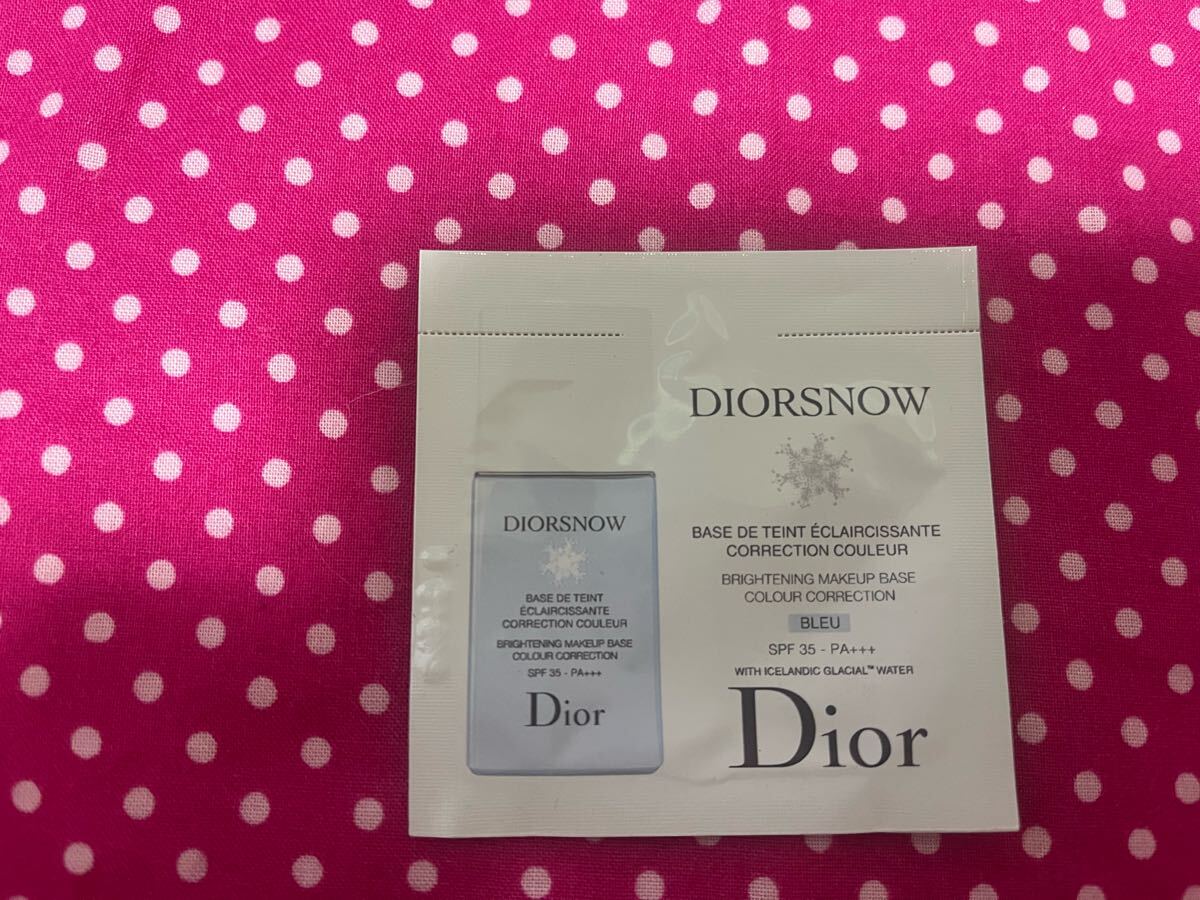 DIORSNOW
BASE DE TEINT
ÉCLAIRCISSANTE
CORRECTION COULEUR
BRIGHTENING MAKEUP BASE
COLOUR CORRECTION
SPF 35 - PA+++
Dior
DIORSNOW
BASE DE TEINT ÉCLAIRCISSANTE
CORRECTION COULEUR
BRIGHTENING MAKEUP BASE
COLOUR CORRECTION
BLEU
SPF 35 - PA+++
WITH ICELANDIC GLACIAL™ WATER
Dior